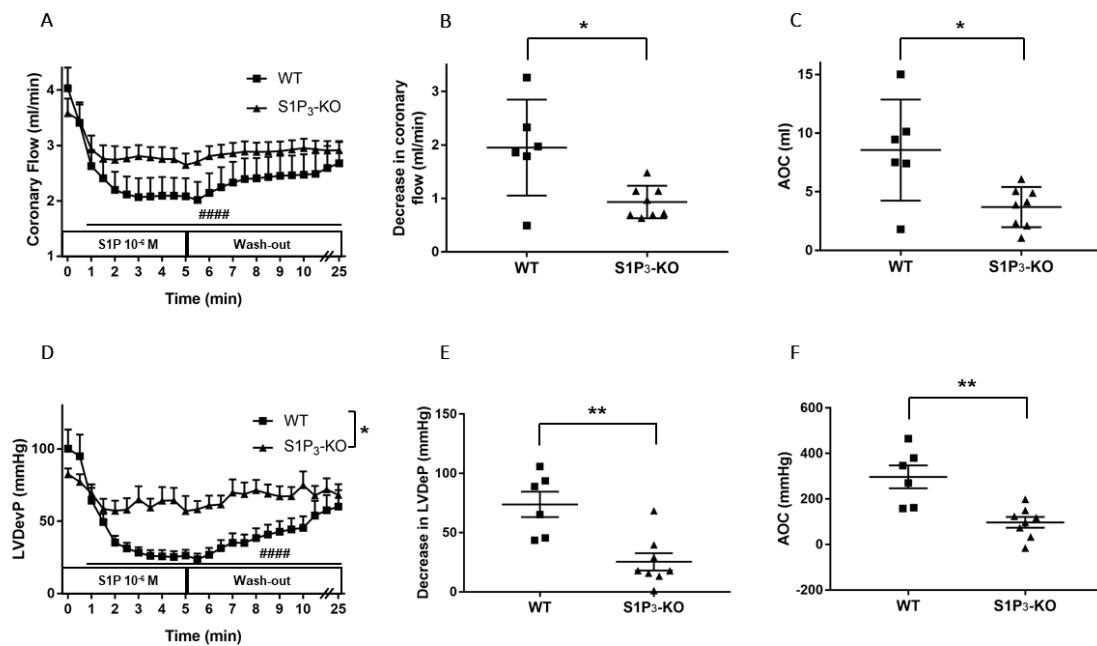 A
WT
S1P₃-KO
Coronary Flow (ml/min)
4
3
2
1
####
S1P 10⁻⁶ M
Wash-out
0 1 2 3 4 5 6 7 8 9 10 25
Time (min)
B
*
Decrease in coronary
flow (ml/min)
3
2
1
0
WT
S1P3-KO
C
*
AOC (ml)
15
10
5
0
WT
S1P3-KO
D
WT
S1P₃-KO
*
LVDevP (mmHg)
100
50
0
####
S1P 10⁻⁶ M
Wash-out
0 1 2 3 4 5 6 7 8 9 10 25
Time (min)
E
**
Decrease in LVDeP (mmHg)
150
100
50
0
WT
S1P₃-KO
F
**
AOC (mmHg)
600
400
200
0
-200
WT
S1P₃-KO